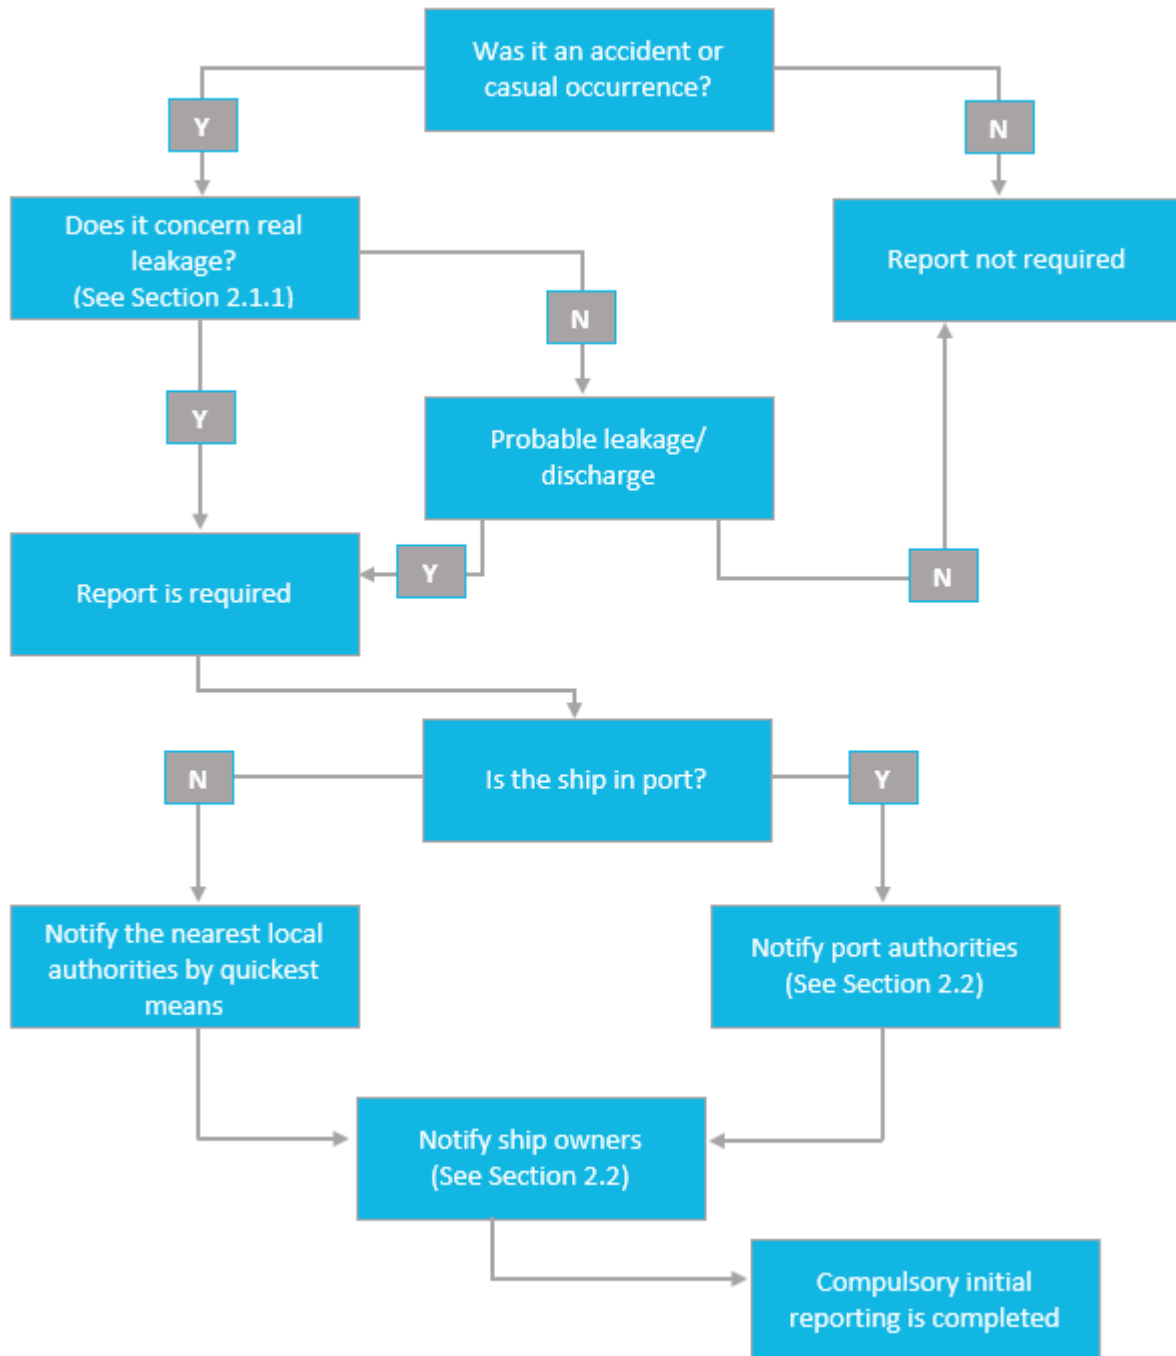 Was it an accident or
casual occurrence?
Y
N
Does it concern real
leakage?
(See Section 2.1.1)
Report not required
N
Y
Probable leakage/
discharge
Report is required
Y
N
Is the ship in port?
N
Y
Notify the nearest local
authorities by quickest
means
Notify port authorities
(See Section 2.2)
Notify ship owners
(See Section 2.2)
Compulsory initial
reporting is completed